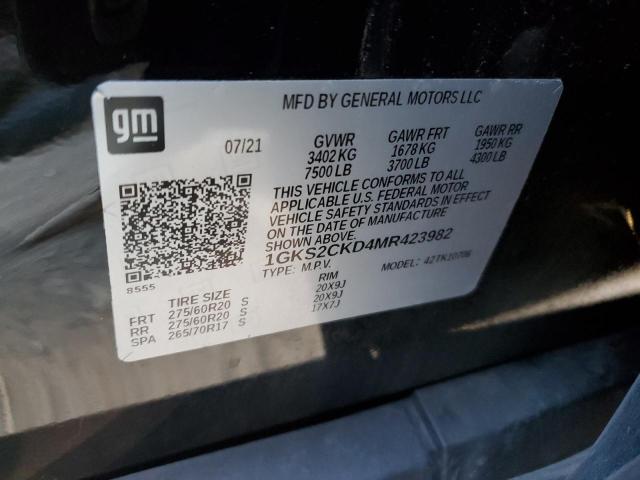 gm
MFD BY GENERAL MOTORS LLC
07/21 GVWR GAWR FRT GAWR RR
3402 KG 1678 KG 1950 KG
7500 LB 3700 LB 4300 LB
THIS VEHICLE CONFORMS TO ALL
APPLICABLE U.S. FEDERAL MOTOR
VEHICLE SAFETY STANDARDS IN EFFECT
ON THE DATE OF MANUFACTURE
SHOWN ABOVE.
1GKS2CKD4MR423982
TYPE: M.P.V. MODEL: 42TK10706
8555
TIRE SIZE RIM
FRT 275/60R20 S 20X9J
RR 275/60R20 S 20X9J
SPA 265/70R17 S 17X7J